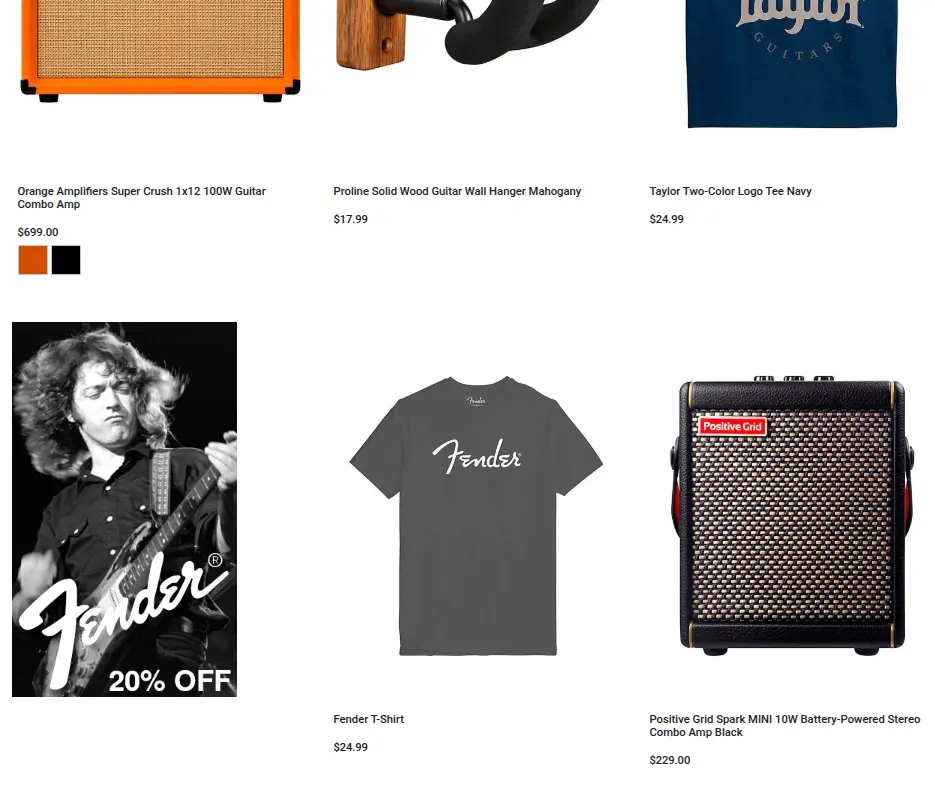 Taylor
GUITARS
Orange Amplifiers Super Crush 1x12 100W Guitar
Combo Amp
$699.00
Proline Solid Wood Guitar Wall Hanger Mahogany
$17.99
Taylor Two-Color Logo Tee Navy
$24.99
Fender®
20% OFF
Fender
Fender
Positive Grid
Fender T-Shirt
$24.99
Positive Grid Spark MINI 10W Battery-Powered Stereo
Combo Amp Black
$229.00